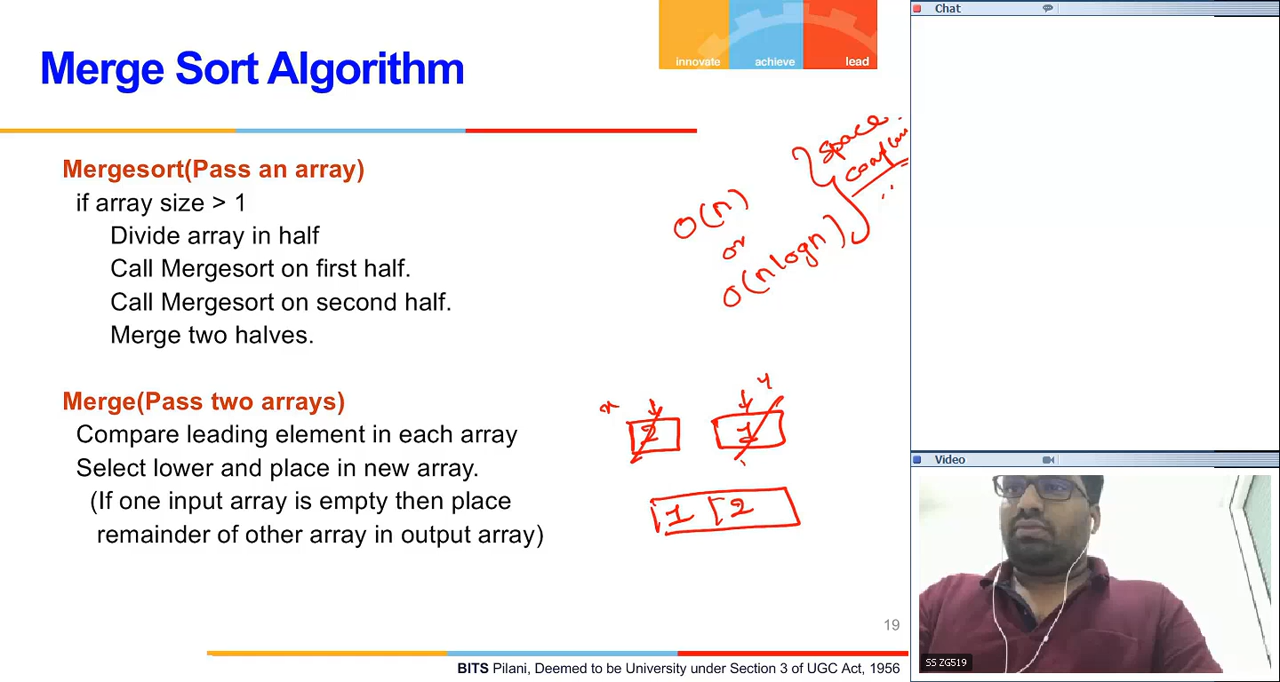 innovate achieve lead
Merge Sort Algorithm
Mergesort(Pass an array)
if array size > 1
Divide array in half
Call Mergesort on first half.
Call Mergesort on second half.
Merge two halves.
Merge(Pass two arrays)
Compare leading element in each array
Select lower and place in new array.
(If one input array is empty then place
remainder of other array in output array)
space
O(n)
or
O(n logn)
x
y
2 1
1 2
19
BITS Pilani, Deemed to be University under Section 3 of UGC Act, 1956
Chat
Video
SS ZG519